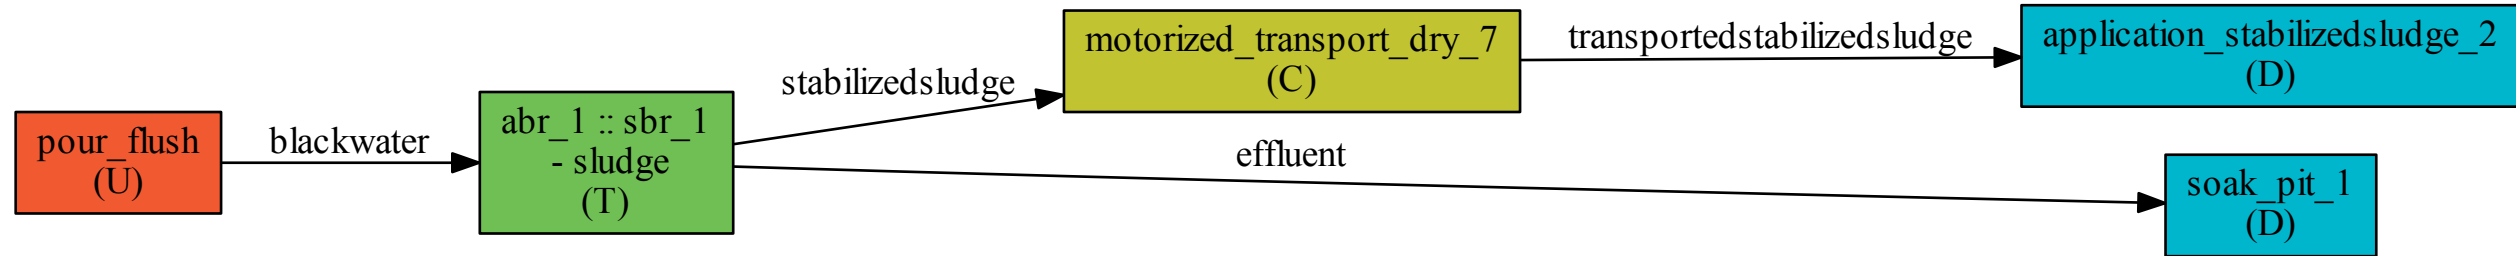 pour_flush
(U)
blackwater
abr_1 :: sbr_1
- sludge
(T)
stabilizedsludge
effluent
motorized_transport_dry_7
(C)
transportedstabilizedsludge
application_stabilizedsludge_2
(D)
soak_pit_1
(D)